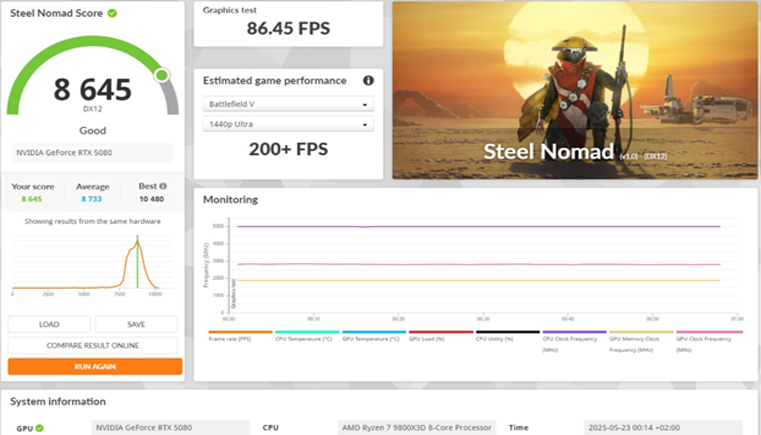 Steel Nomad Score
8 645
DX12
Good
NVIDIA GeForce RTX 5080
Your score Average Best
8 645 8 733 10 480
Showing results from the same hardware
0 2500 5000 7500 10000
LOAD SAVE
COMPARE RESULT ONLINE
RUN AGAIN
Graphics test
86.45 FPS
Estimated game performance
Battlefield V
1440p Ultra
200+ FPS
Steel Nomad (v1.0) - (DX12)
Monitoring
Frequency (MHz)
5000
4000
3000
2000
1000
0
Graphics test
00:00 00:10 00:20 00:30 00:40 00:50 01:00
Frame rate (FPS) CPU Temperature (°C) GPU Temperature (°C) GPU Load (%) CPU Utility (%) CPU Clock Frequency (MHz) GPU Memory Clock Frequency (MHz) GPU Clock Frequency (MHz)
System information
GPU NVIDIA GeForce RTX 5080 CPU AMD Ryzen 7 9800X3D 8-Core Processor Time 2025-05-23 00:14 +02:00